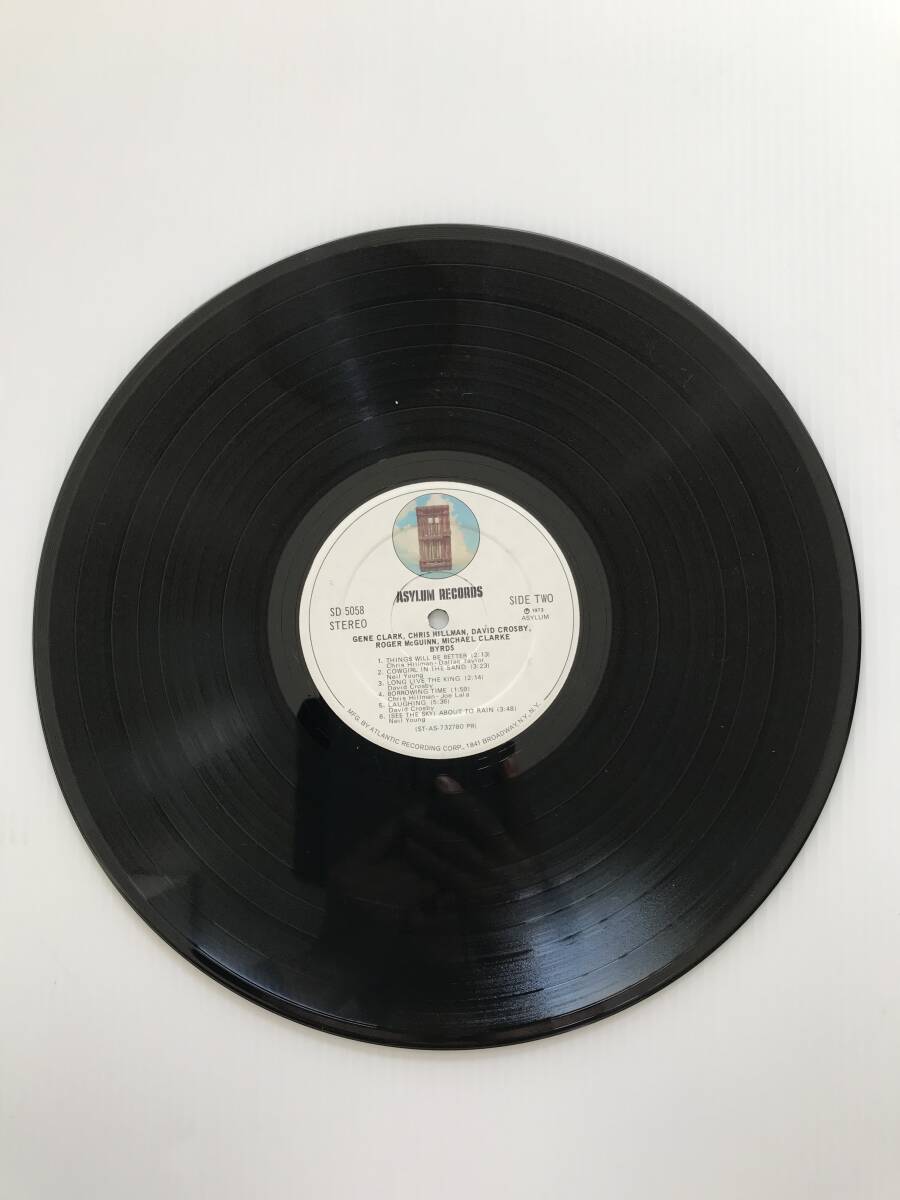 ASYLUM RECORDS
SD 5058
STEREO
SIDE TWO
℗ 1973
ASYLUM
GENE CLARK, CHRIS HILLMAN, DAVID CROSBY,
ROGER McGUINN, MICHAEL CLARKE
BYRDS
1. THINGS WILL BE BETTER (2:13)
Chris Hillman-Dallas Taylor
2. COWGIRL IN THE SAND (3:23)
Neil Young
3. LONG LIVE THE KING (2:14)
David Crosby
4. BORROWING TIME (1:59)
Chris Hillman-Joe Lala
5. LAUGHING (5:36)
David Crosby
6. (SEE THE SKY) ABOUT TO RAIN (3:48)
Neil Young
(ST-AS-732780 PR)
MFG BY ATLANTIC RECORDING CORP., 1841 BROADWAY, N.Y., N.Y.